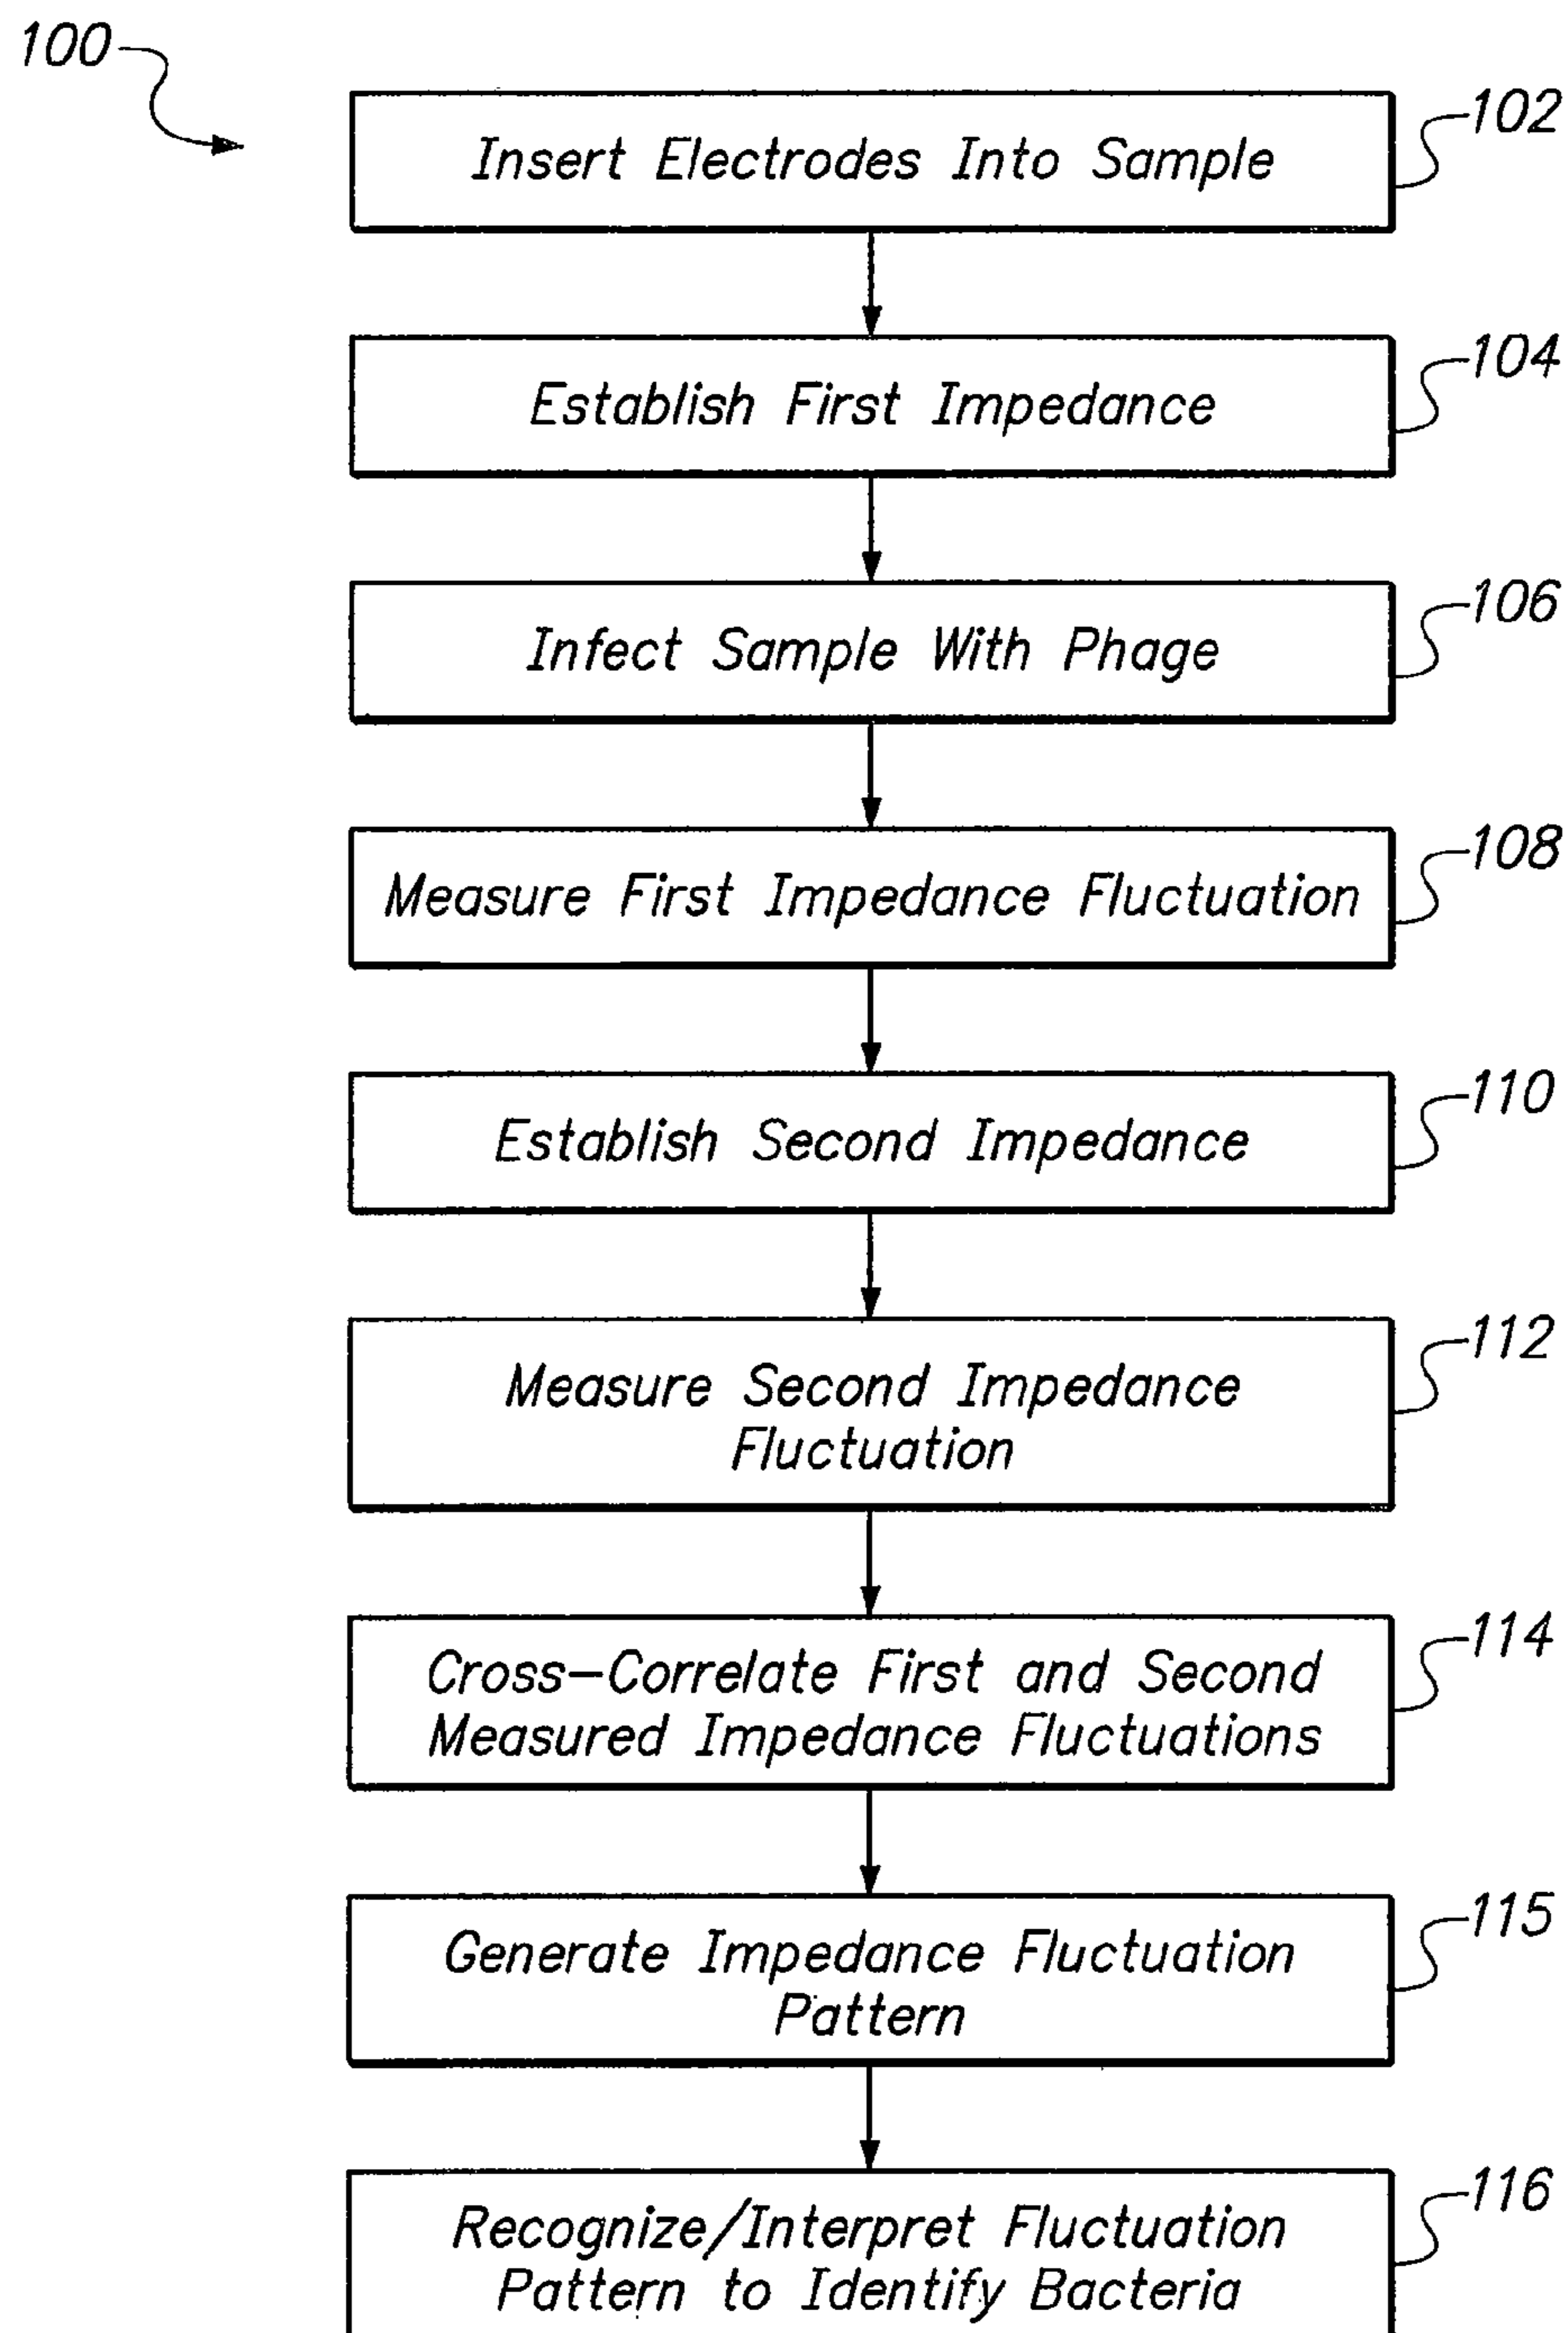 100
102
Insert Electrodes Into Sample
104
Establish First Impedance
106
Infect Sample With Phage
108
Measure First Impedance Fluctuation
110
Establish Second Impedance
112
Measure Second Impedance
Fluctuation
114
Cross-Correlate First and Second
Measured Impedance Fluctuations
115
Generate Impedance Fluctuation
Pattern
116
Recognize/Interpret Fluctuation
Pattern to Identify Bacteria